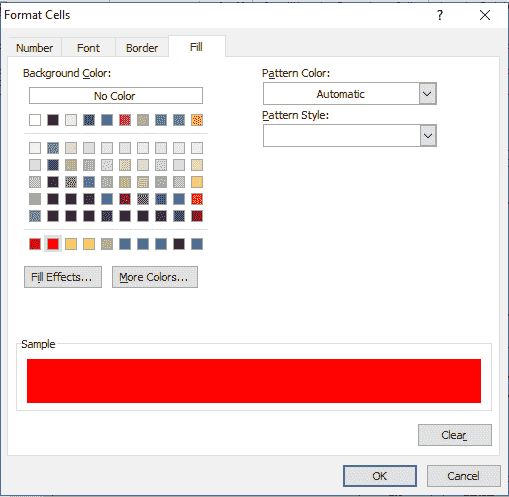 Format Cells
?
Number Font Border Fill
Background Color:
No Color
Pattern Color:
Automatic
Pattern Style:
Fill Effects... More Colors...
Sample
Clear
OK Cancel